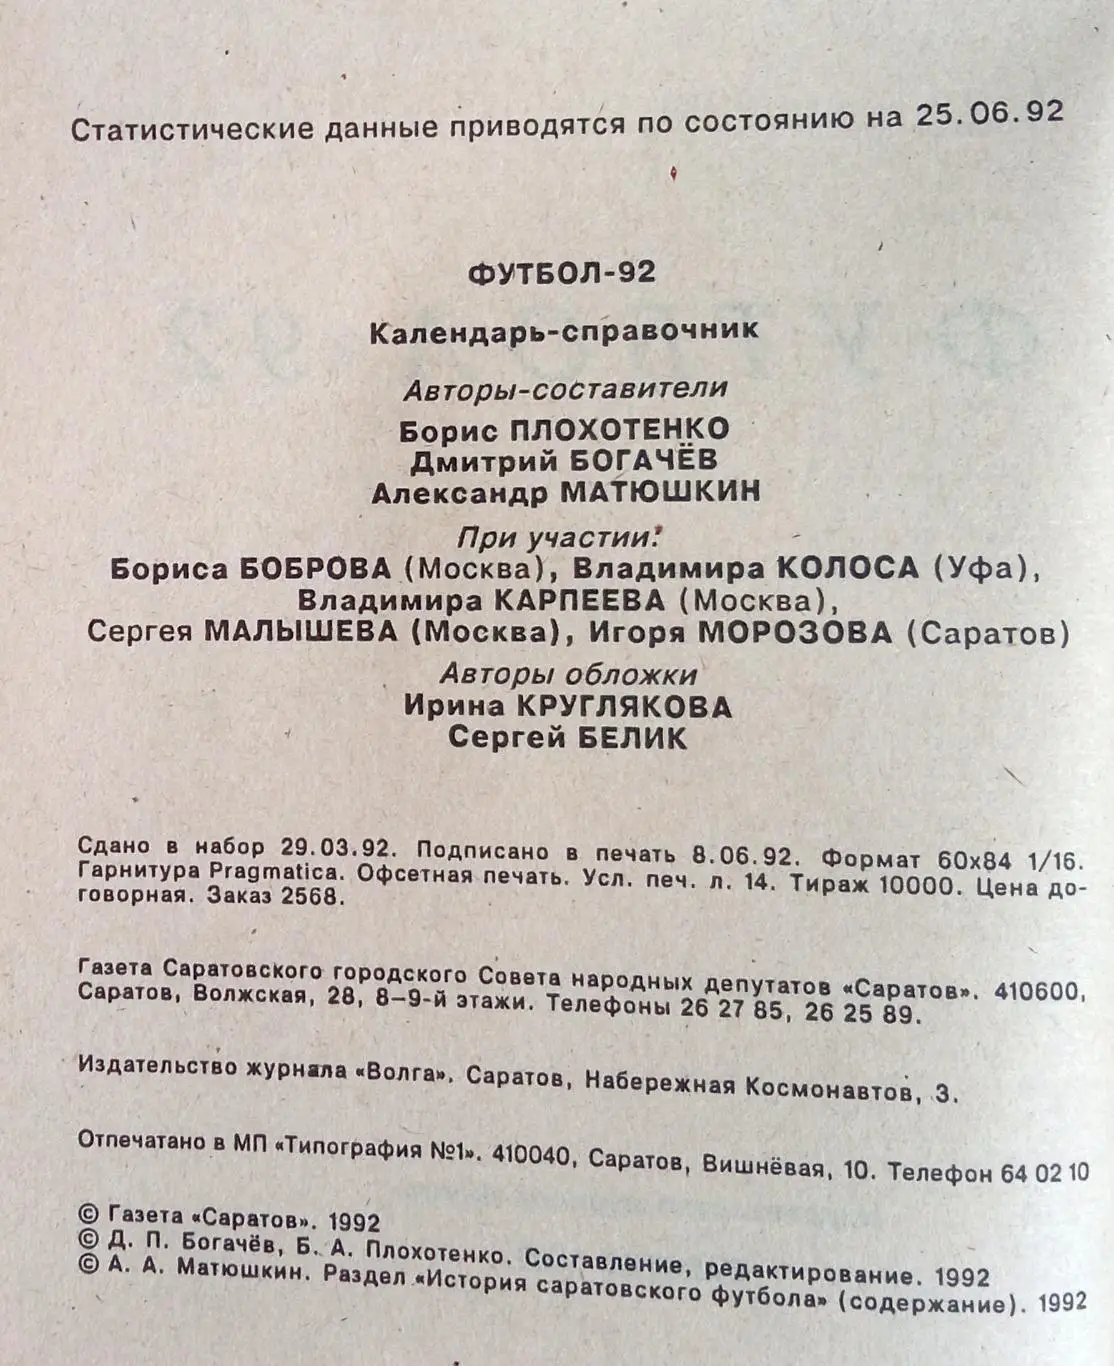 Статистические данные приводятся по состоянию на 25.06.92
ФУТБОЛ-92
Календарь-справочник
Авторы-составители
Борис ПЛОХОТЕНКО
Дмитрий БОГАЧЁВ
Александр МАТЮШКИН
При участии:
Бориса БОБРОВА (Москва), Владимира КОЛОСА (Уфа),
Владимира КАРПЕЕВА (Москва),
Сергея МАЛЫШЕВА (Москва), Игоря МОРОЗОВА (Саратов)
Авторы обложки
Ирина КРУГЛЯКОВА
Сергей БЕЛИК
Сдано в набор 29.03.92. Подписано в печать 8.06.92. Формат 60х84 1/16.
Гарнитура Pragmatica. Офсетная печать. Усл. печ. л. 14. Тираж 10000. Цена до-
говорная. Заказ 2568.
Газета Саратовского городского Совета народных депутатов «Саратов». 410600,
Саратов, Волжская, 28, 8–9-й этажи. Телефоны 26 27 85, 26 25 89.
Издательство журнала «Волга». Саратов, Набережная Космонавтов, 3.
Отпечатано в МП «Типография №1». 410040, Саратов, Вишнёвая, 10. Телефон 64 02 10
© Газета «Саратов». 1992
© Д. П. Богачёв, Б. А. Плохотенко. Составление, редактирование. 1992
© А. А. Матюшкин. Раздел «История саратовского футбола» (содержание). 1992